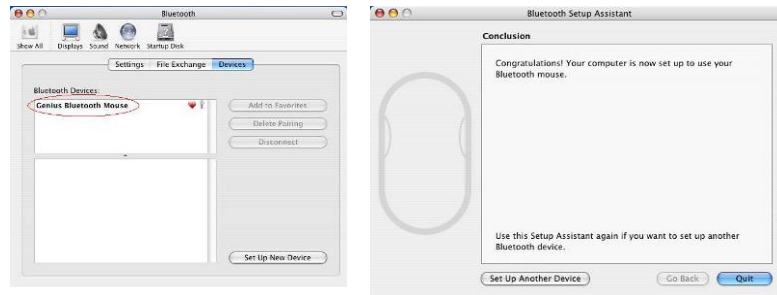 Bluetooth
Show All Displays Sound Network Startup Disk
Settings File Exchange Devices
Bluetooth Devices:
Genius Bluetooth Mouse
Add to Favorites
Delete Pairing
Disconnect
Set Up New Device
Bluetooth Setup Assistant
Conclusion
Congratulations! Your computer is now set up to use your
Bluetooth mouse.
Use this Setup Assistant again if you want to set up another
Bluetooth device.
Set Up Another Device Go Back Quit